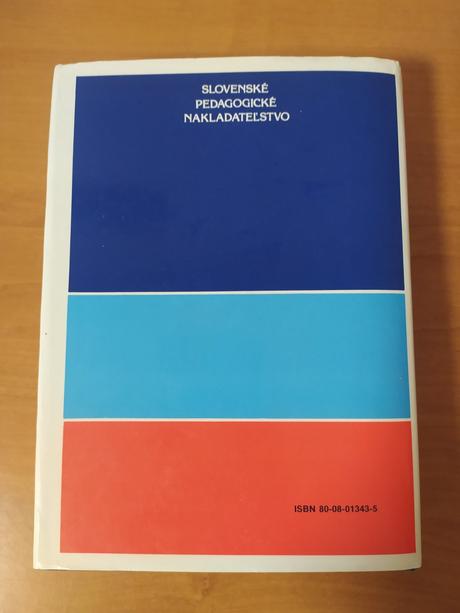 SLOVENSKÉ
PEDAGOGICKÉ
NAKLADATEĽSTVO
ISBN 80-08-01343-5